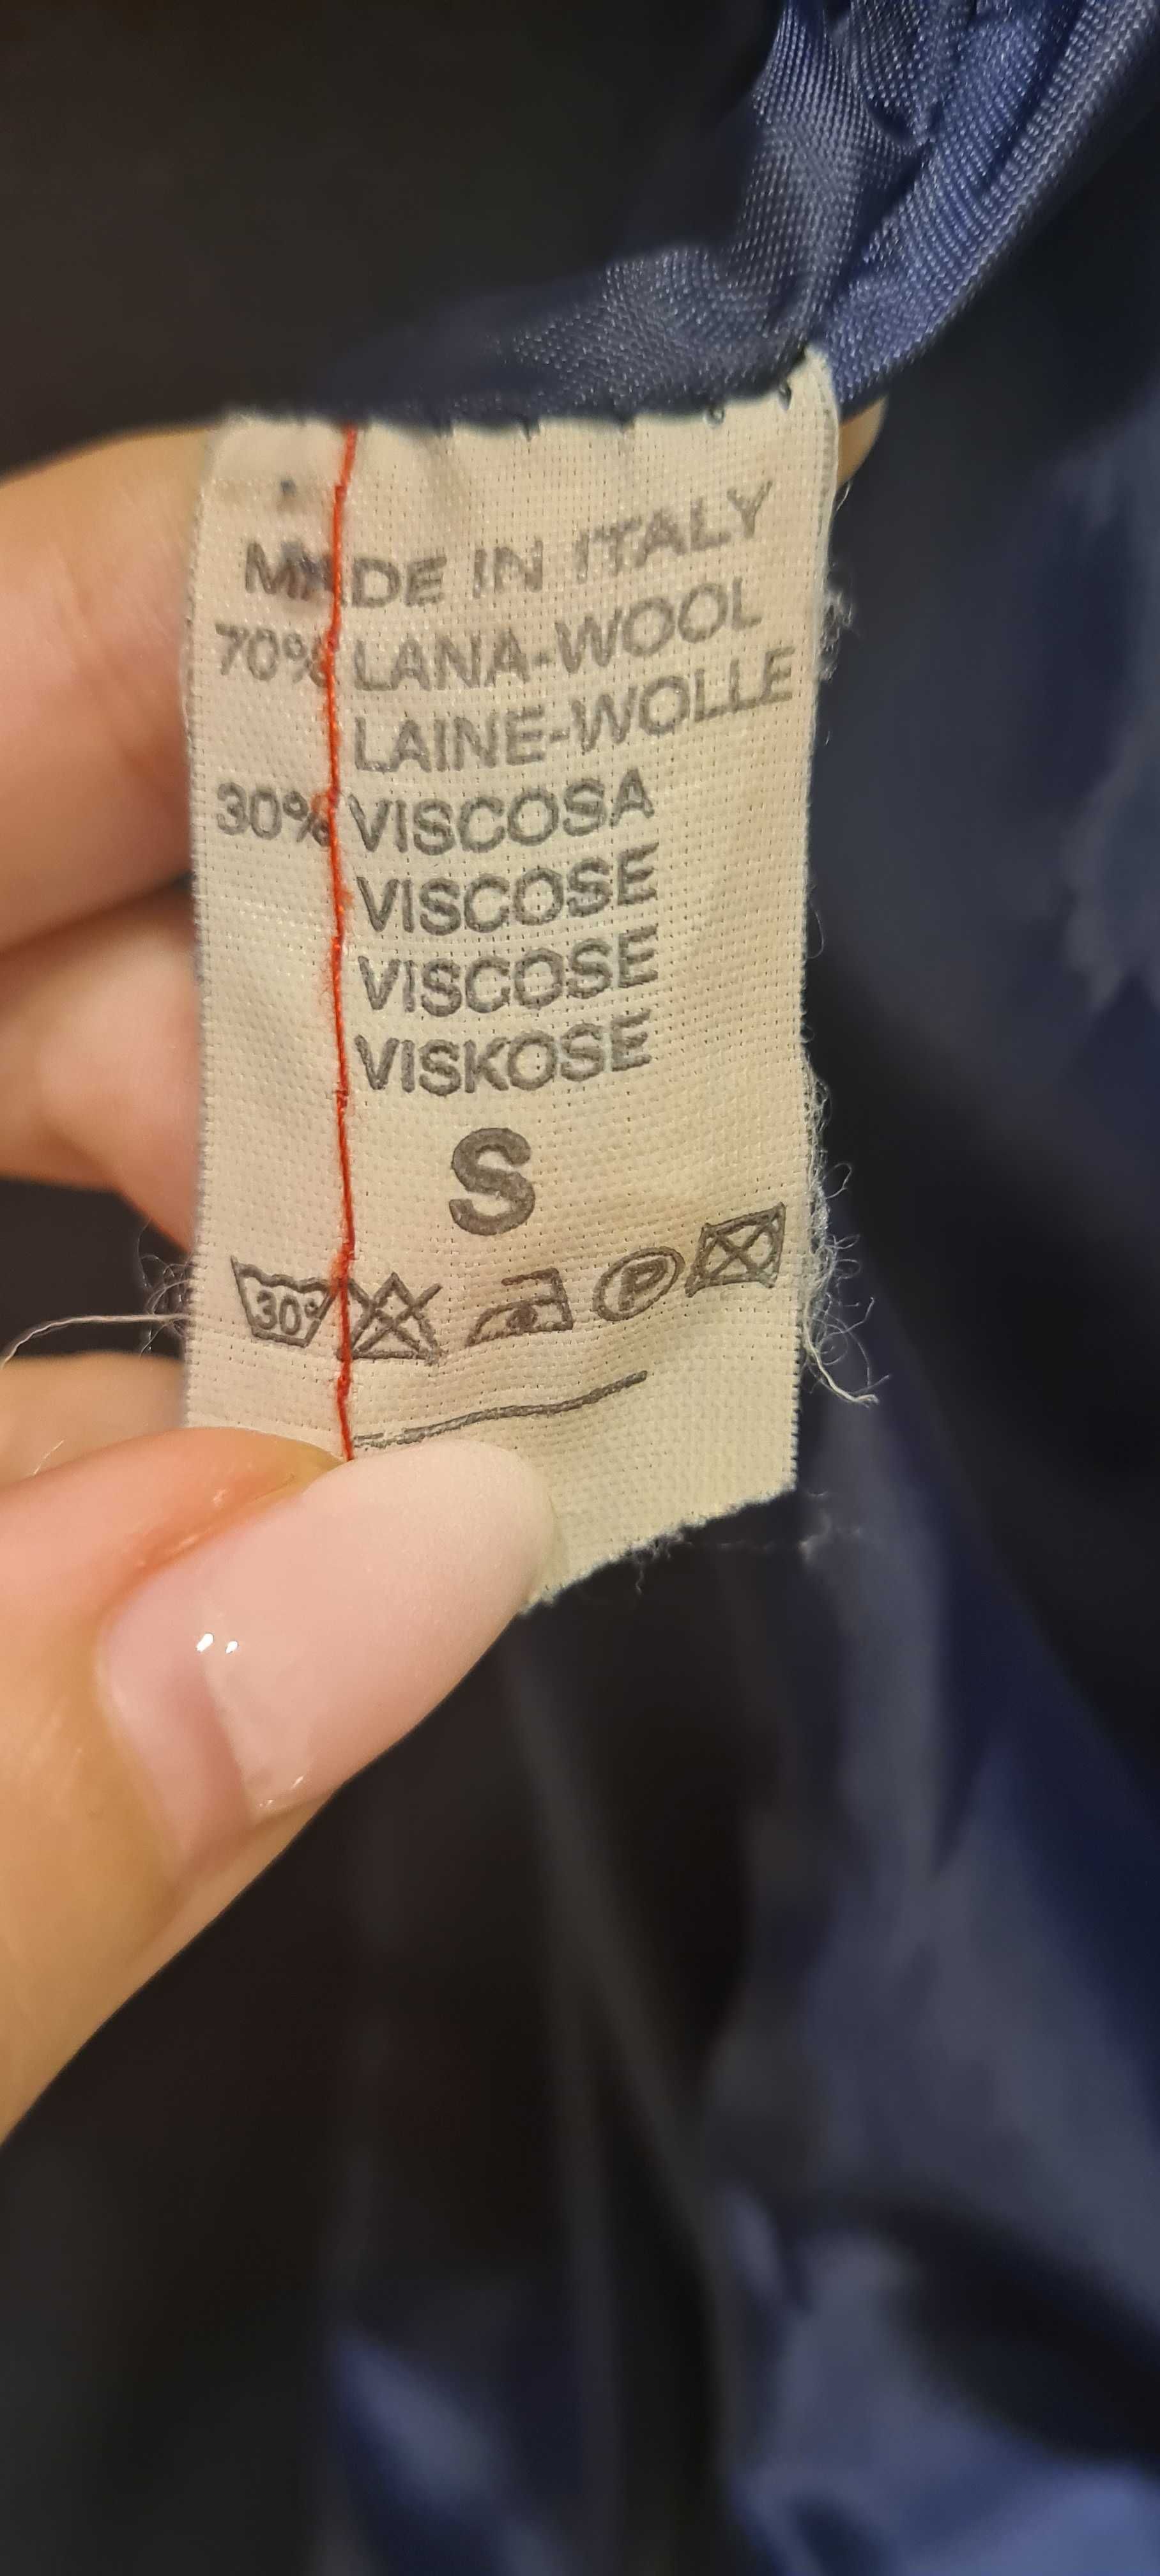 MADE IN ITALY
70% LANA-WOOL
LAINE-WOLLE
30% VISCOSA
VISCOSE
VISCOSE
VISKOSE
S
30° P